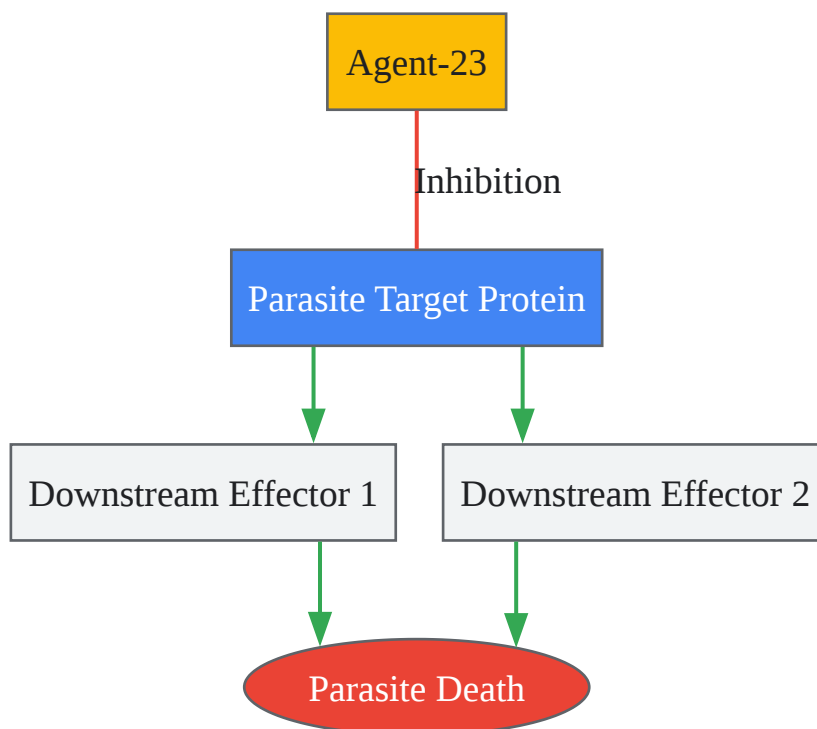 Agent-23
Inhibition
Parasite Target Protein
Downstream Effector 1
Downstream Effector 2
Parasite Death